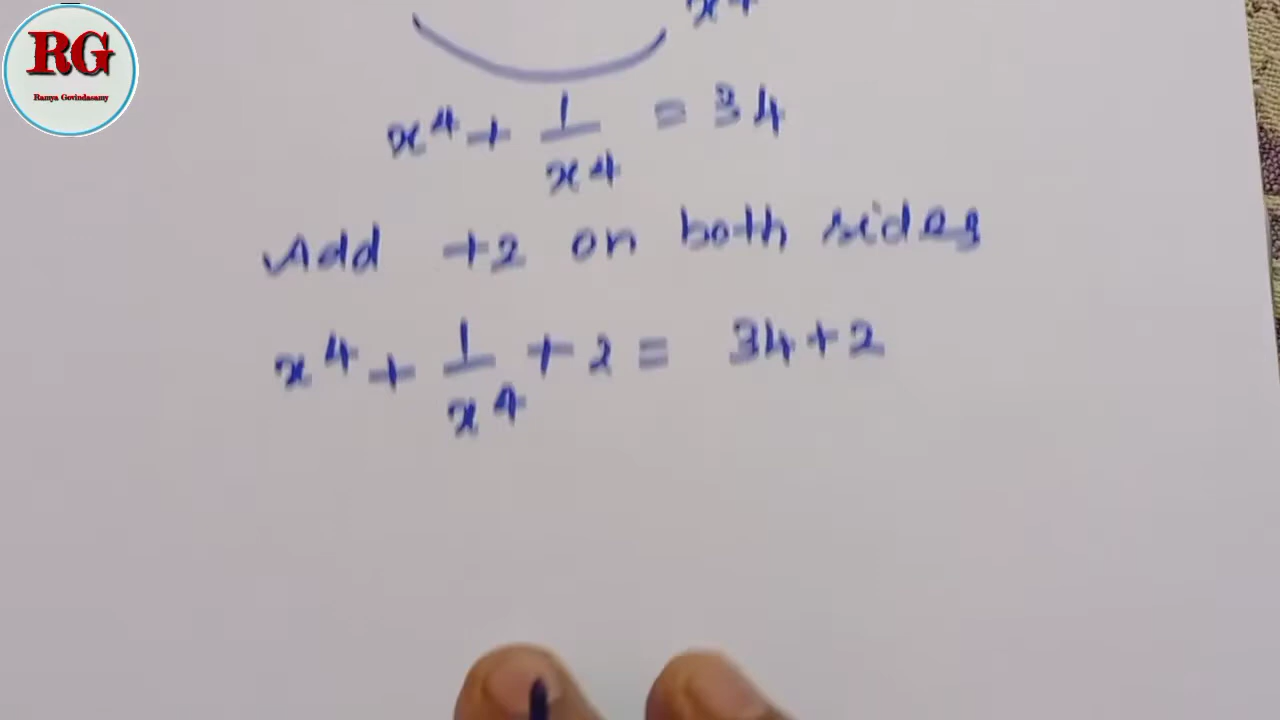 RG
Ramya Govindasamy
x⁴ + 1/x⁴ = 34
Add +2 on both sides
x⁴ + 1/x⁴ + 2 = 34 + 2